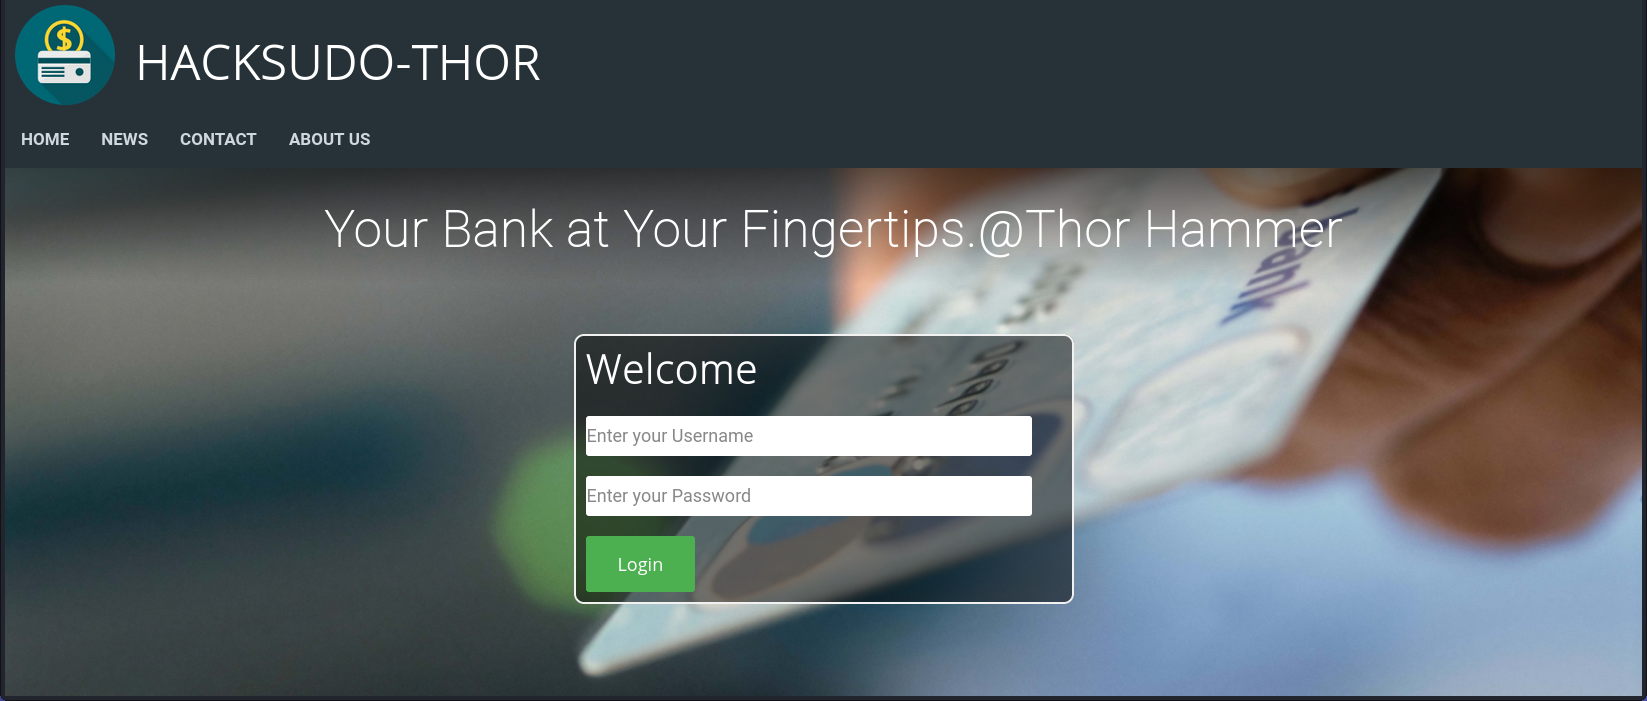 HACKSUDO-THOR
HOME NEWS CONTACT ABOUT US
Your Bank at Your Fingertips.@Thor Hammer
Welcome
Enter your Username
Enter your Password
Login